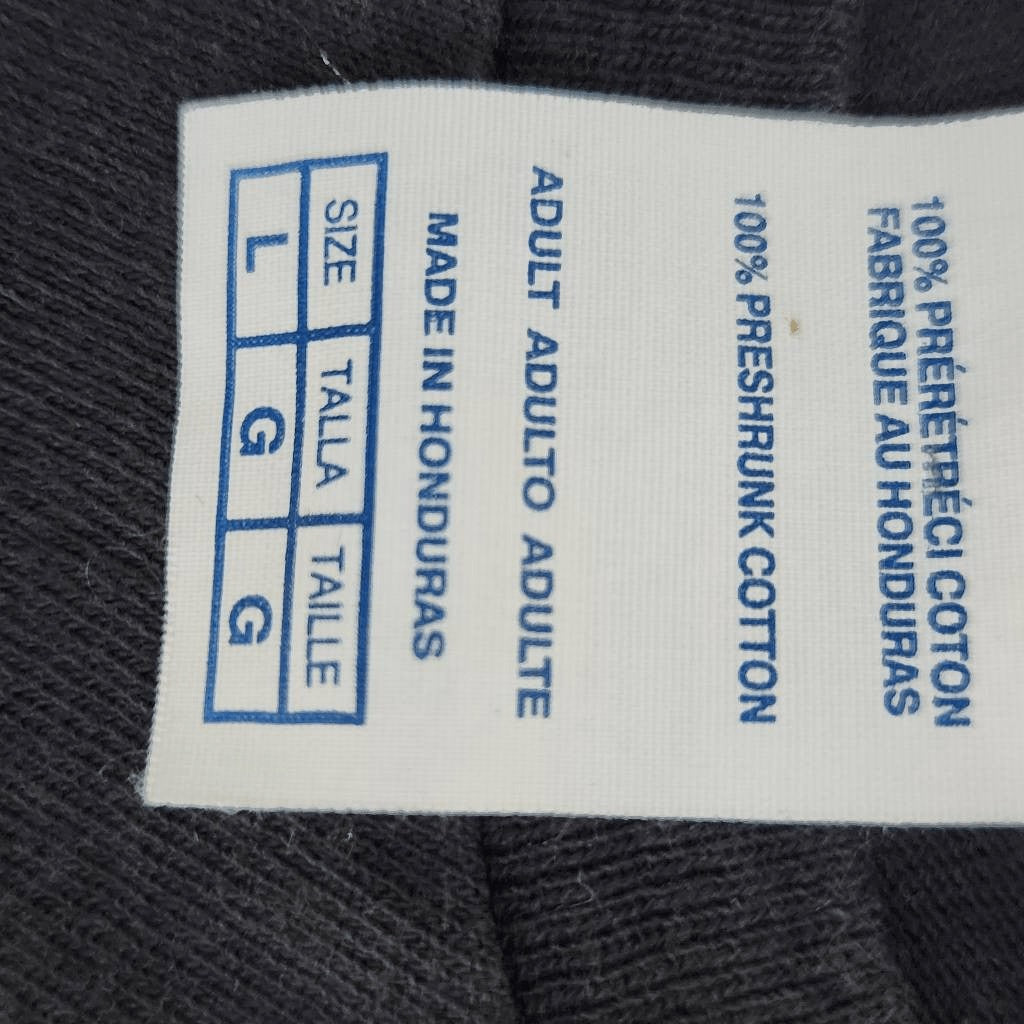 100% PRÉRÉTRÉCI COTON
FABRIQUE AU HONDURAS
100% PRESHRUNK COTTON
ADULT ADULTO ADULTE
MADE IN HONDURAS
SIZE TALLA TAILLE
L G G